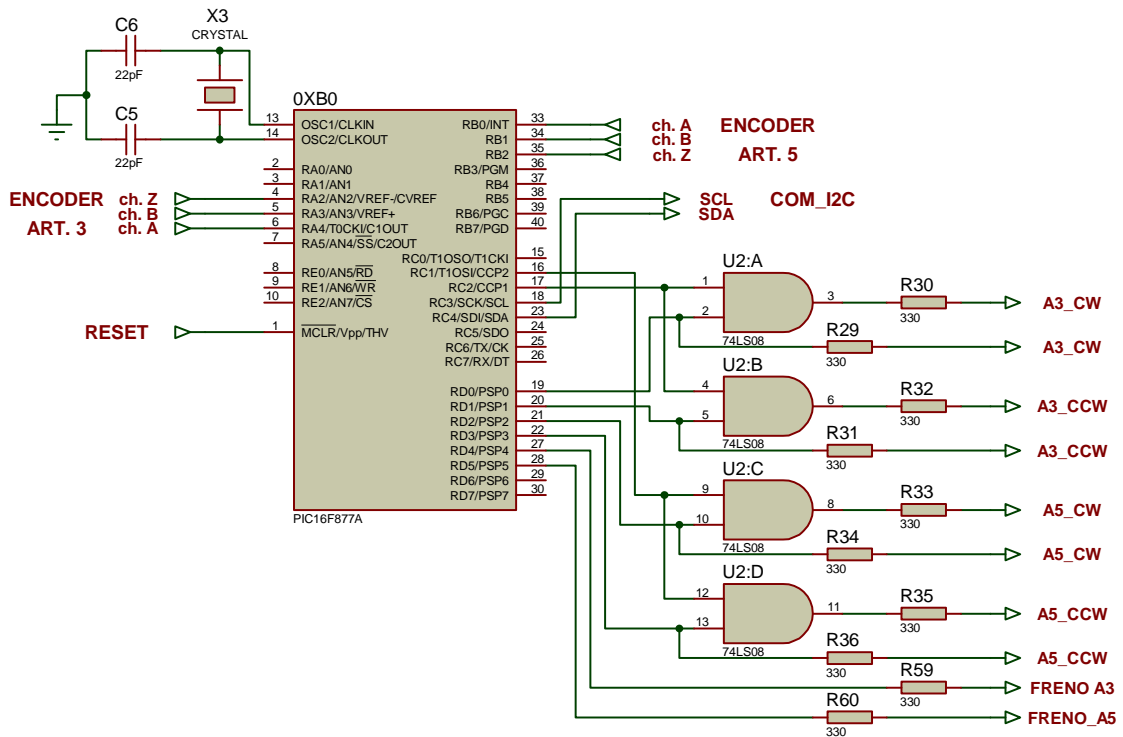 C6
22pF
X3
CRYSTAL
C5
22pF
0XB0
13 OSC1/CLKIN
14 OSC2/CLKOUT
2 RA0/AN0
3 RA1/AN1
4 RA2/AN2/VREF-/CVREF
5 RA3/AN3/VREF+
6 RA4/T0CKI/C1OUT
7 RA5/AN4/SS/C2OUT
8 RE0/AN5/RD
9 RE1/AN6/WR
10 RE2/AN7/CS
1 MCLR/Vpp/THV
RB0/INT 33
RB1 34
RB2 35
RB3/PGM 36
RB4 37
RB5 38
RB6/PGC 39
RB7/PGD 40
RC0/T1OSO/T1CKI 15
RC1/T1OSI/CCP2 16
RC2/CCP1 17
RC3/SCK/SCL 18
RC4/SDI/SDA 23
RC5/SDO 24
RC6/TX/CK 25
RC7/RX/DT 26
RD0/PSP0 19
RD1/PSP1 20
RD2/PSP2 21
RD3/PSP3 22
RD4/PSP4 27
RD5/PSP5 28
RD6/PSP6 29
RD7/PSP7 30
PIC16F877A
ENCODER
ART. 3
ch. Z
ch. B
ch. A
RESET
ch. A
ch. B
ch. Z
ENCODER
ART. 5
SCL
SDA
COM_I2C
U2:A
1
2
3
74LS08
R30
330
A3_CW
R29
330
A3_CW
U2:B
4
5
6
74LS08
R32
330
A3_CCW
R31
330
A3_CCW
U2:C
9
10
8
74LS08
R33
330
A5_CW
R34
330
A5_CW
U2:D
12
13
11
74LS08
R35
330
A5_CCW
R36
330
A5_CCW
R59
330
FRENO A3
R60
330
FRENO_A5